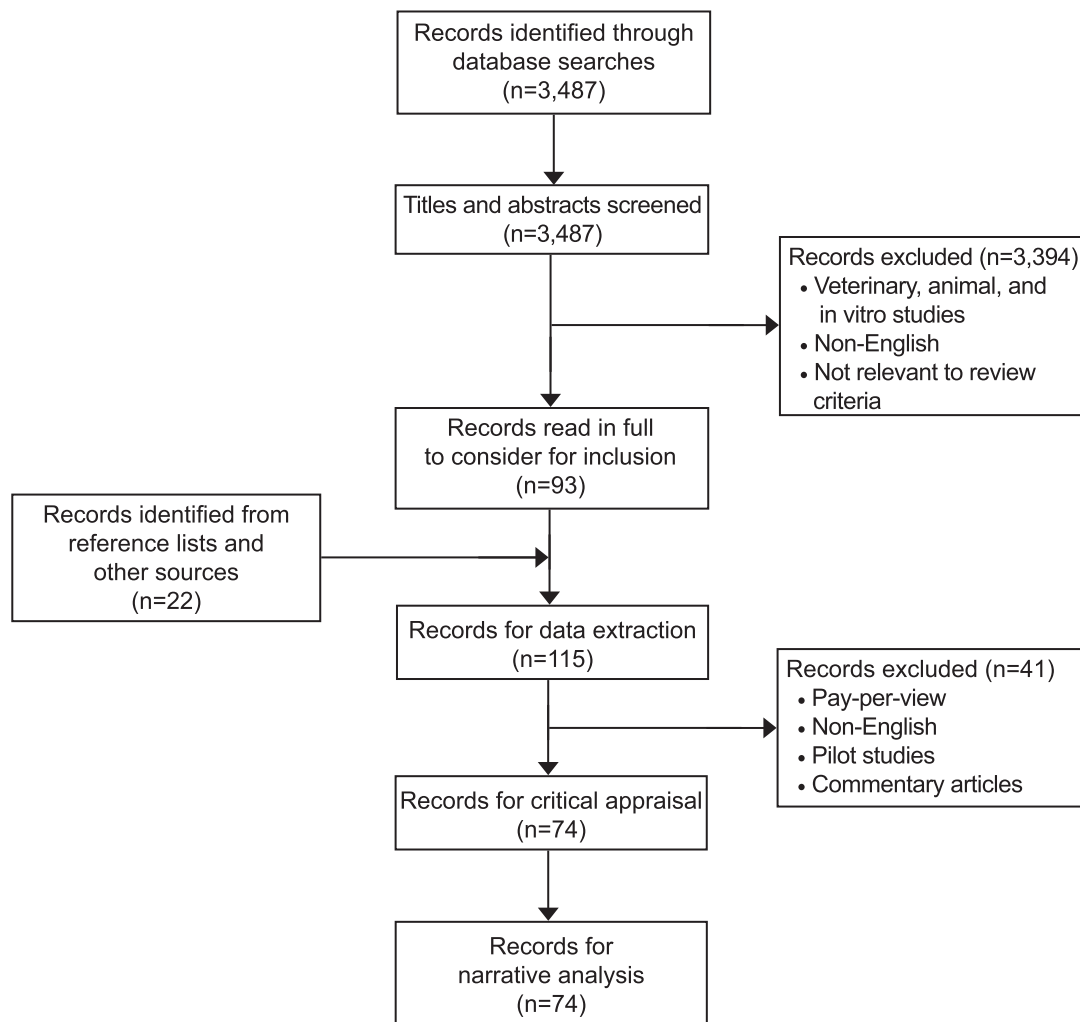 Records identified through
database searches
(n=3,487)
Titles and abstracts screened
(n=3,487)
Records excluded (n=3,394)
• Veterinary, animal, and
in vitro studies
• Non-English
• Not relevant to review
criteria
Records read in full
to consider for inclusion
(n=93)
Records identified from
reference lists and
other sources
(n=22)
Records for data extraction
(n=115)
Records excluded (n=41)
• Pay-per-view
• Non-English
• Pilot studies
• Commentary articles
Records for critical appraisal
(n=74)
Records for
narrative analysis
(n=74)